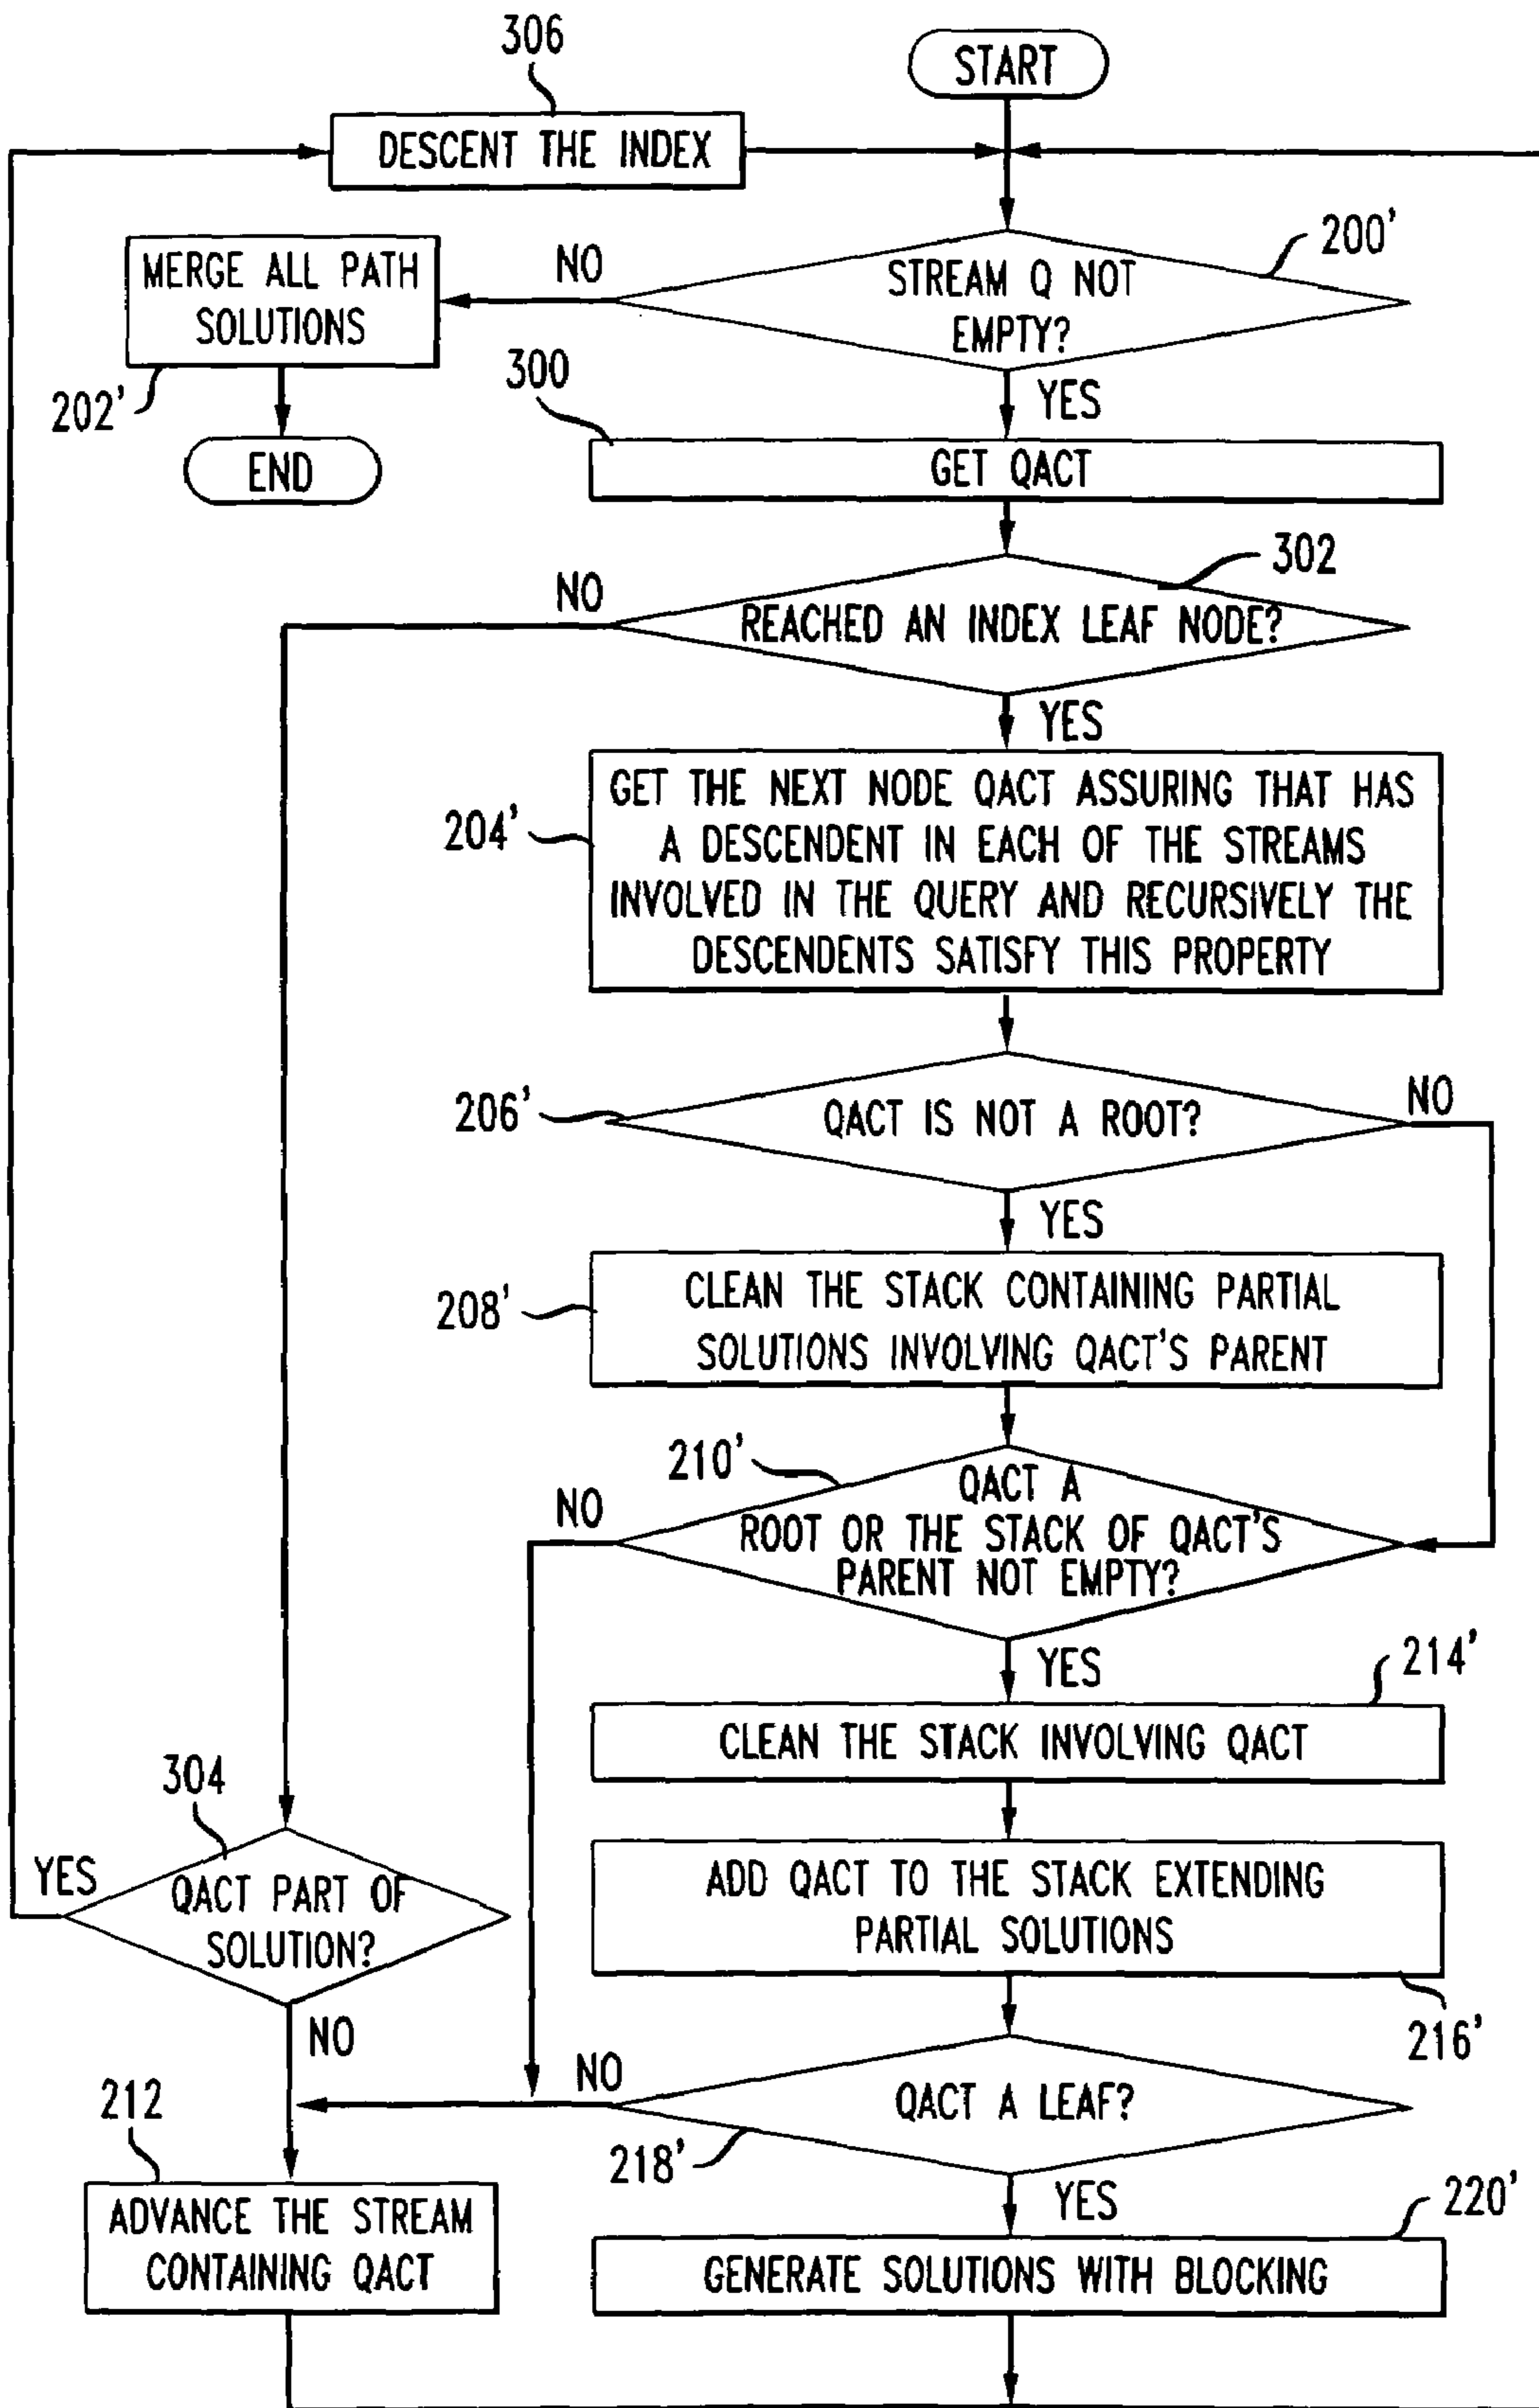 306
START
DESCENT THE INDEX
200'
STREAM Q NOT
EMPTY?
NO
MERGE ALL PATH
SOLUTIONS
202'
END
YES
300
GET QACT
302
NO
REACHED AN INDEX LEAF NODE?
YES
204'
GET THE NEXT NODE QACT ASSURING THAT HAS
A DESCENDENT IN EACH OF THE STREAMS
INVOLVED IN THE QUERY AND RECURSIVELY THE
DESCENDENTS SATISFY THIS PROPERTY
206'
QACT IS NOT A ROOT?
NO
YES
208'
CLEAN THE STACK CONTAINING PARTIAL
SOLUTIONS INVOLVING QACT'S PARENT
210'
NO
QACT A
ROOT OR THE STACK OF QACT'S
PARENT NOT EMPTY?
YES
214'
CLEAN THE STACK INVOLVING QACT
304
YES
QACT PART OF
SOLUTION?
NO
ADD QACT TO THE STACK EXTENDING
PARTIAL SOLUTIONS
216'
NO
QACT A LEAF?
218'
YES
212
ADVANCE THE STREAM
CONTAINING QACT
220'
GENERATE SOLUTIONS WITH BLOCKING